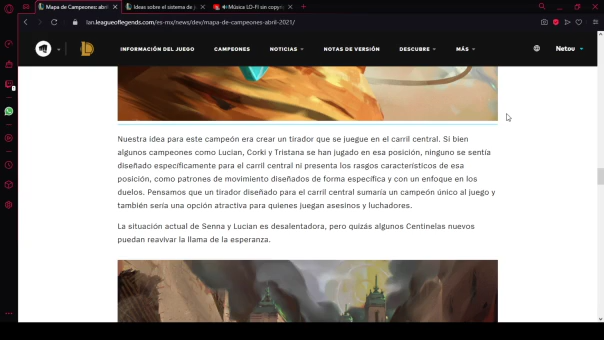 Mapa de Campeones: abril
Ideas sobre el sistema de j
Música LO-FI sin copyri
lan.leagueoflegends.com/es-mx/news/dev/mapa-de-campeones-abril-2021/
INFORMACIÓN DEL JUEGO CAMPEONES NOTICIAS NOTAS DE VERSIÓN DESCUBRE MÁS Netou
Nuestra idea para este campeón era crear un tirador que se juegue en el carril central. Si bien
algunos campeones como Lucian, Corki y Tristana se han jugado en esa posición, ninguno se sentía
diseñado específicamente para el carril central ni presenta los rasgos característicos de esa
posición, como patrones de movimiento diseñados de forma específica y con un enfoque en los
duelos. Pensamos que un tirador diseñado para el carril central sumaría un campeón único al juego y
también sería una opción atractiva para quienes juegan asesinos y luchadores.
La situación actual de Senna y Lucian es desalentadora, pero quizás algunos Centinelas nuevos
puedan reavivar la llama de la esperanza.